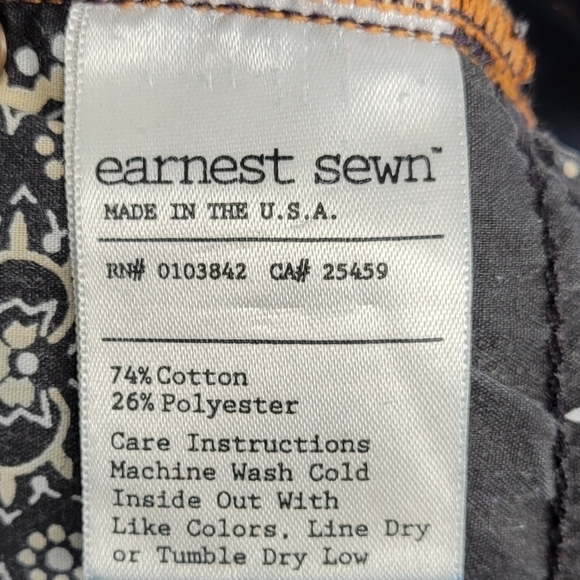 earnest sewn™
MADE IN THE U.S.A.
RN# 0103842 CA# 25459
74% Cotton
26% Polyester
Care Instructions
Machine Wash Cold
Inside Out With
Like Colors, Line Dry
or Tumble Dry Low